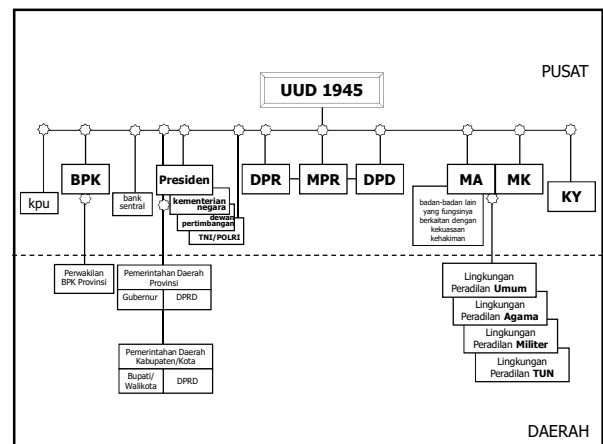 PUSAT
UUD 1945
kpu
BPK
bank
sentral
Presiden
kementerian
negara
dewan
pertimbangan
TNI/POLRI
DPR
MPR
DPD
MA
MK
KY
badan-badan lain
yang fungsinya
berkaitan dengan
kekuasaan
kehakiman
Perwakilan
BPK Provinsi
Pemerintahan Daerah
Provinsi
Gubernur
DPRD
Pemerintahan Daerah
Kabupaten/Kota
Bupati/
Walikota
DPRD
Lingkungan
Peradilan Umum
Lingkungan
Peradilan Agama
Lingkungan
Peradilan Militer
Lingkungan
Peradilan TUN
DAERAH